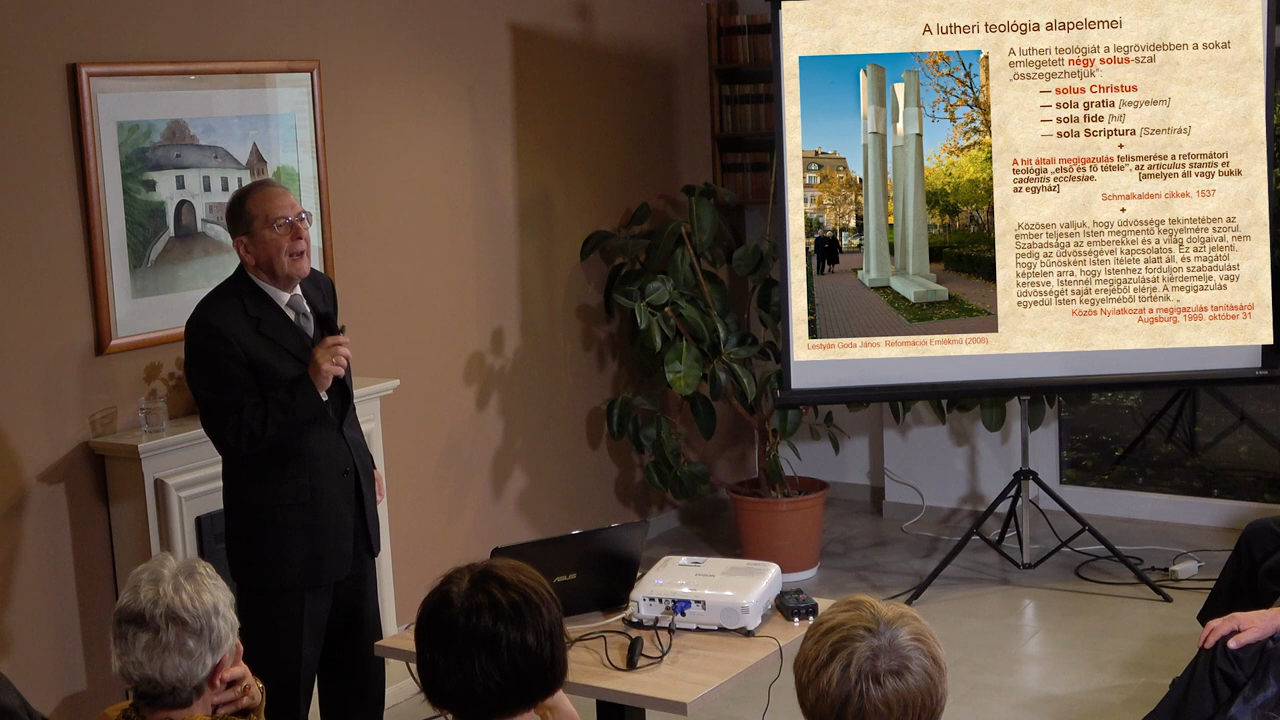 A lutheri teológia alapelemei
A lutheri teológiát a legrövidebben a sokat
emlegetett négy solus-szal
„összegezhetjük”:
— solus Christus
— sola gratia [kegyelem]
— sola fide [hit]
— sola Scriptura [Szentírás]
+
A hit általi megigazulás felismerése a reformátori
teológia „első és fő tétele”, az articulus stantis et
cadentis ecclesiae. [amelyen áll vagy bukik
az egyház]
Schmalkaldeni cikkek, 1537
+
„Közösen valljuk, hogy üdvössége tekintetében az
ember teljesen Isten megmentő kegyelmére szorul.
Szabadsága az emberekkel és a világ dolgaival, nem
pedig az üdvösségével kapcsolatos. Ez azt jelenti,
hogy bűnösként Isten ítélete alatt áll, és magától
képtelen arra, hogy Istenhez forduljon szabadulást
keresve, Istennél megigazulását kiérdemelje, vagy
üdvösségét saját erejéből elérje. A megigazulás
egyedül Isten kegyelméből történik. „
Közös Nyilatkozat a megigazulás tanításáról
Augsburg, 1999. október 31
Lestyán Goda János: Reformációi Emlékmű (2008)
ASUS
EPSON